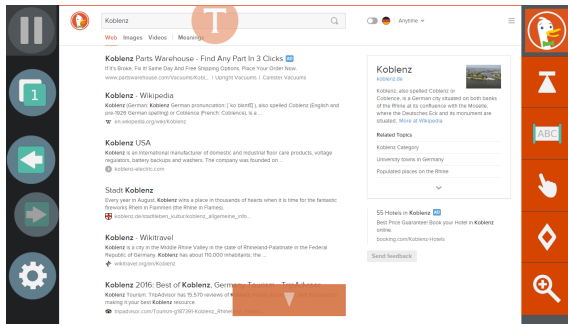 Koblenz
T
Anytime
Web Images Videos Meanings
Koblenz Parts Warehouse - Find Any Part In 3 Clicks Ad
If It's Broke, Fix It! Same Day And Free Shipping Options. Place Your Order Now.
www.partswarehouse.com/Vacuums/Kobl... | Upright Vacuums | Canister Vacuums
Koblenz - Wikipedia
Koblenz (German: Koblenz German pronunciation: [ˈkoːblɛnts]), also spelled Coblenz (English and
pre-1926 German spelling) or Coblence (French: Coblence), is a ...
W en.wikipedia.org/wiki/Koblenz
Koblenz USA
Koblenz is an international manufacturer of domestic and industrial floor care products, voltage
regulators, battery backups and washers. The company was founded on ...
koblenz-electric.com
Stadt Koblenz
Every year in August, Koblenz wins a place in thousands of hearts when it is time for the fantastic
fireworks Rhein in Flammen (the Rhine in Flames).
koblenz.de/stadtleben_kultur/koblenz_allgemeine_info...
Koblenz - Wikitravel
Koblenz is a city in the Middle Rhine Valley in the state of Rhineland-Palatinate in the Federal
Republic of Germany. Koblenz has about 110,000 inhabitants; the ...
wikitravel.org/en/Koblenz
Koblenz 2016: Best of Koblenz, Germany Tourism - TripAdvisor
Koblenz Tourism: TripAdvisor has 15,570 reviews of
making it your best Koblenz resource.
tripadvisor.com/Tourism-g187391-Koblenz_Rhine
Koblenz
koblenz.de
Koblenz, also spelled Coblenz or
Coblence, is a German city situated on both banks
of the Rhine at its confluence with the Moselle,
where the Deutsches Eck and its monument are
situated. More at Wikipedia
Related Topics
Koblenz Category
University towns in Germany
Populated places on the Rhine
55 Hotels in Koblenz Ad
Best Price Guarantee! Book your Hotel in Koblenz
online.
booking.com/Koblenz-Hotels
Send feedback
1
ABC